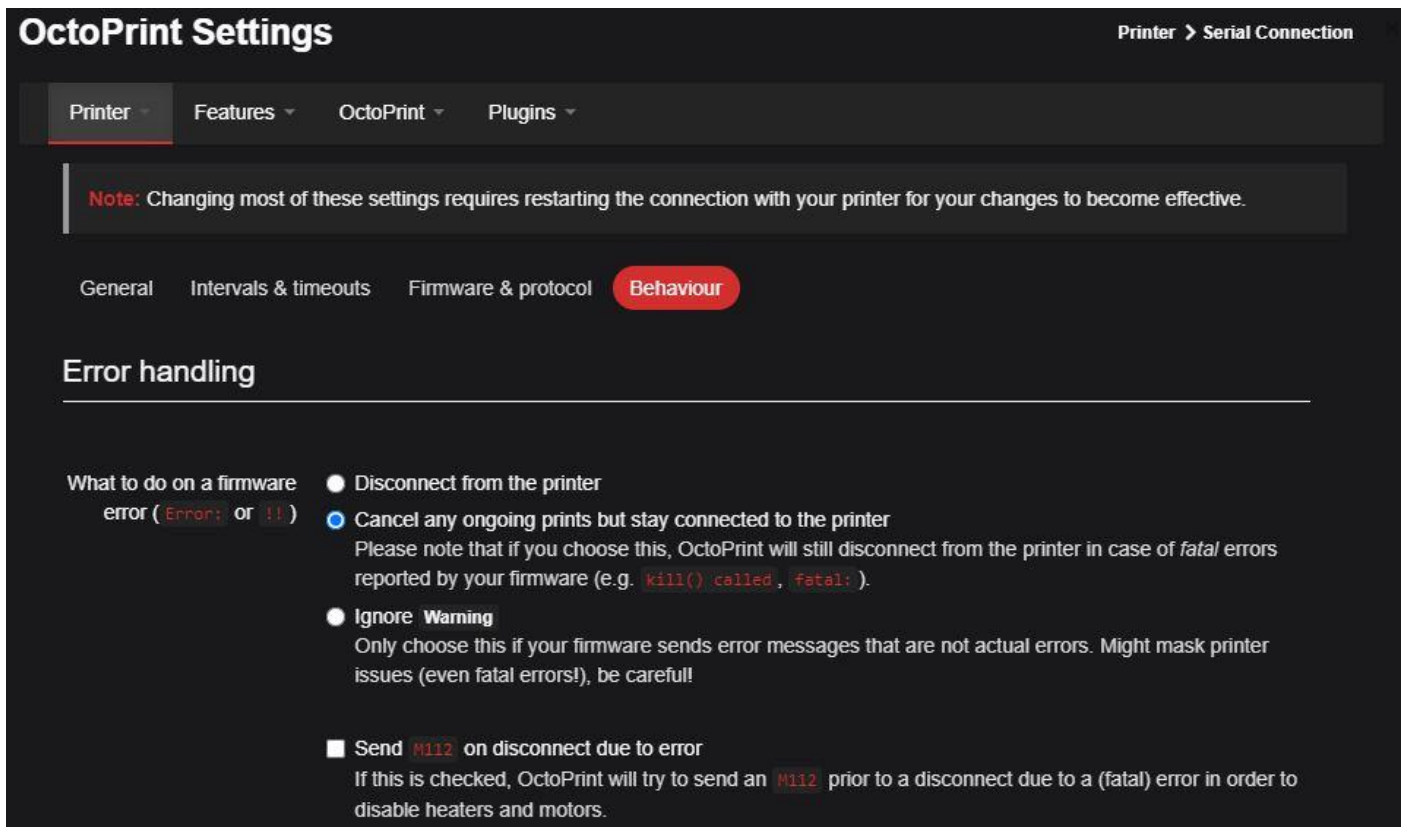 OctoPrint Settings
Printer > Serial Connection
Printer
Features
OctoPrint
Plugins
Note: Changing most of these settings requires restarting the connection with your printer for your changes to become effective.
General
Intervals & timeouts
Firmware & protocol
Behaviour
Error handling
What to do on a firmware
error ( Error: or !! )
Disconnect from the printer
Cancel any ongoing prints but stay connected to the printer
Please note that if you choose this, OctoPrint will still disconnect from the printer in case of fatal errors
reported by your firmware (e.g. kill() called , fatal: ).
Ignore Warning
Only choose this if your firmware sends error messages that are not actual errors. Might mask printer
issues (even fatal errors!), be careful!
Send M112 on disconnect due to error
If this is checked, OctoPrint will try to send an M112 prior to a disconnect due to a (fatal) error in order to
disable heaters and motors.